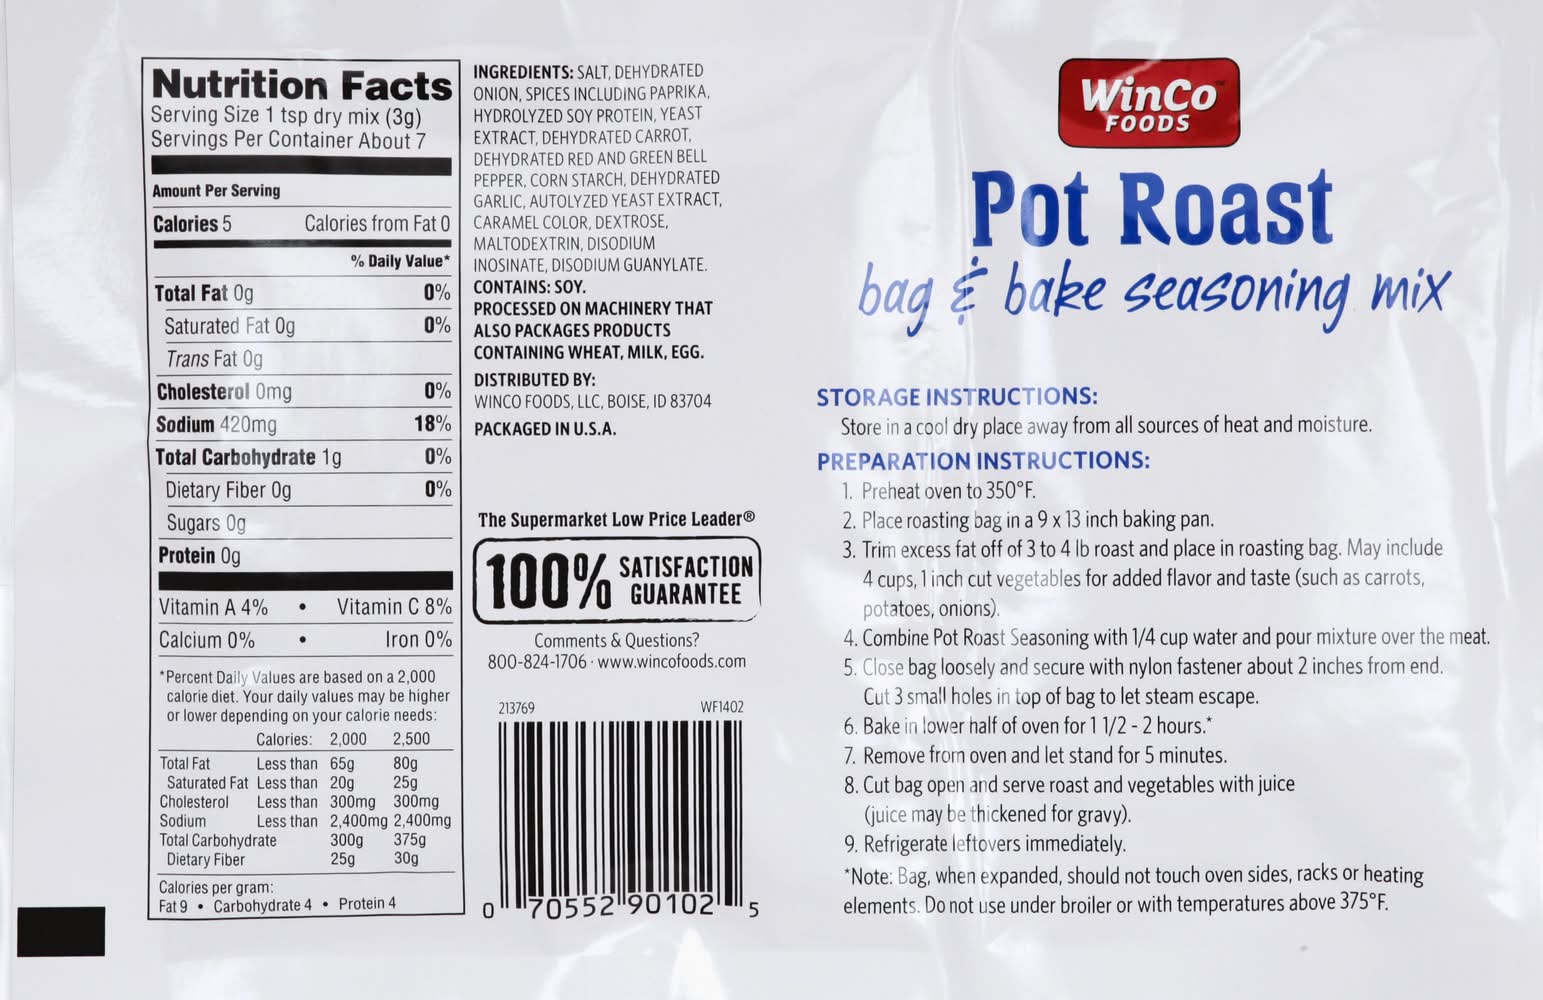 Nutrition Facts
Serving Size 1 tsp dry mix (3g)
Servings Per Container About 7
Amount Per Serving
Calories 5 Calories from Fat 0
% Daily Value*
Total Fat 0g 0%
Saturated Fat 0g 0%
Trans Fat 0g
Cholesterol 0mg 0%
Sodium 420mg 18%
Total Carbohydrate 1g 0%
Dietary Fiber 0g 0%
Sugars 0g
Protein 0g
Vitamin A 4% • Vitamin C 8%
Calcium 0% • Iron 0%
*Percent Daily Values are based on a 2,000
calorie diet. Your daily values may be higher
or lower depending on your calorie needs:
Calories: 2,000 2,500
Total Fat Less than 65g 80g
Saturated Fat Less than 20g 25g
Cholesterol Less than 300mg 300mg
Sodium Less than 2,400mg 2,400mg
Total Carbohydrate 300g 375g
Dietary Fiber 25g 30g
Calories per gram:
Fat 9 • Carbohydrate 4 • Protein 4
INGREDIENTS: SALT, DEHYDRATED
ONION, SPICES INCLUDING PAPRIKA,
HYDROLYZED SOY PROTEIN, YEAST
EXTRACT, DEHYDRATED CARROT,
DEHYDRATED RED AND GREEN BELL
PEPPER, CORN STARCH, DEHYDRATED
GARLIC, AUTOLYZED YEAST EXTRACT,
CARAMEL COLOR, DEXTROSE,
MALTODEXTRIN, DISODIUM
INOSINATE, DISODIUM GUANYLATE.
CONTAINS: SOY.
PROCESSED ON MACHINERY THAT
ALSO PACKAGES PRODUCTS
CONTAINING WHEAT, MILK, EGG.
DISTRIBUTED BY:
WINCO FOODS, LLC, BOISE, ID 83704
PACKAGED IN U.S.A.
The Supermarket Low Price Leader®
100% SATISFACTION
GUARANTEE
Comments & Questions?
800-824-1706 · www.wincofoods.com
213769 WF1402
0 70552 90102 5
WinCo™
FOODS
Pot Roast
bag & bake seasoning mix
STORAGE INSTRUCTIONS:
Store in a cool dry place away from all sources of heat and moisture.
PREPARATION INSTRUCTIONS:
1. Preheat oven to 350°F.
2. Place roasting bag in a 9 x 13 inch baking pan.
3. Trim excess fat off of 3 to 4 lb roast and place in roasting bag. May include
4 cups, 1 inch cut vegetables for added flavor and taste (such as carrots,
potatoes, onions).
4. Combine Pot Roast Seasoning with 1/4 cup water and pour mixture over the meat.
5. Close bag loosely and secure with nylon fastener about 2 inches from end.
Cut 3 small holes in top of bag to let steam escape.
6. Bake in lower half of oven for 1 1/2 - 2 hours.*
7. Remove from oven and let stand for 5 minutes.
8. Cut bag open and serve roast and vegetables with juice
(juice may be thickened for gravy).
9. Refrigerate leftovers immediately.
*Note: Bag, when expanded, should not touch oven sides, racks or heating
elements. Do not use under broiler or with temperatures above 375°F.